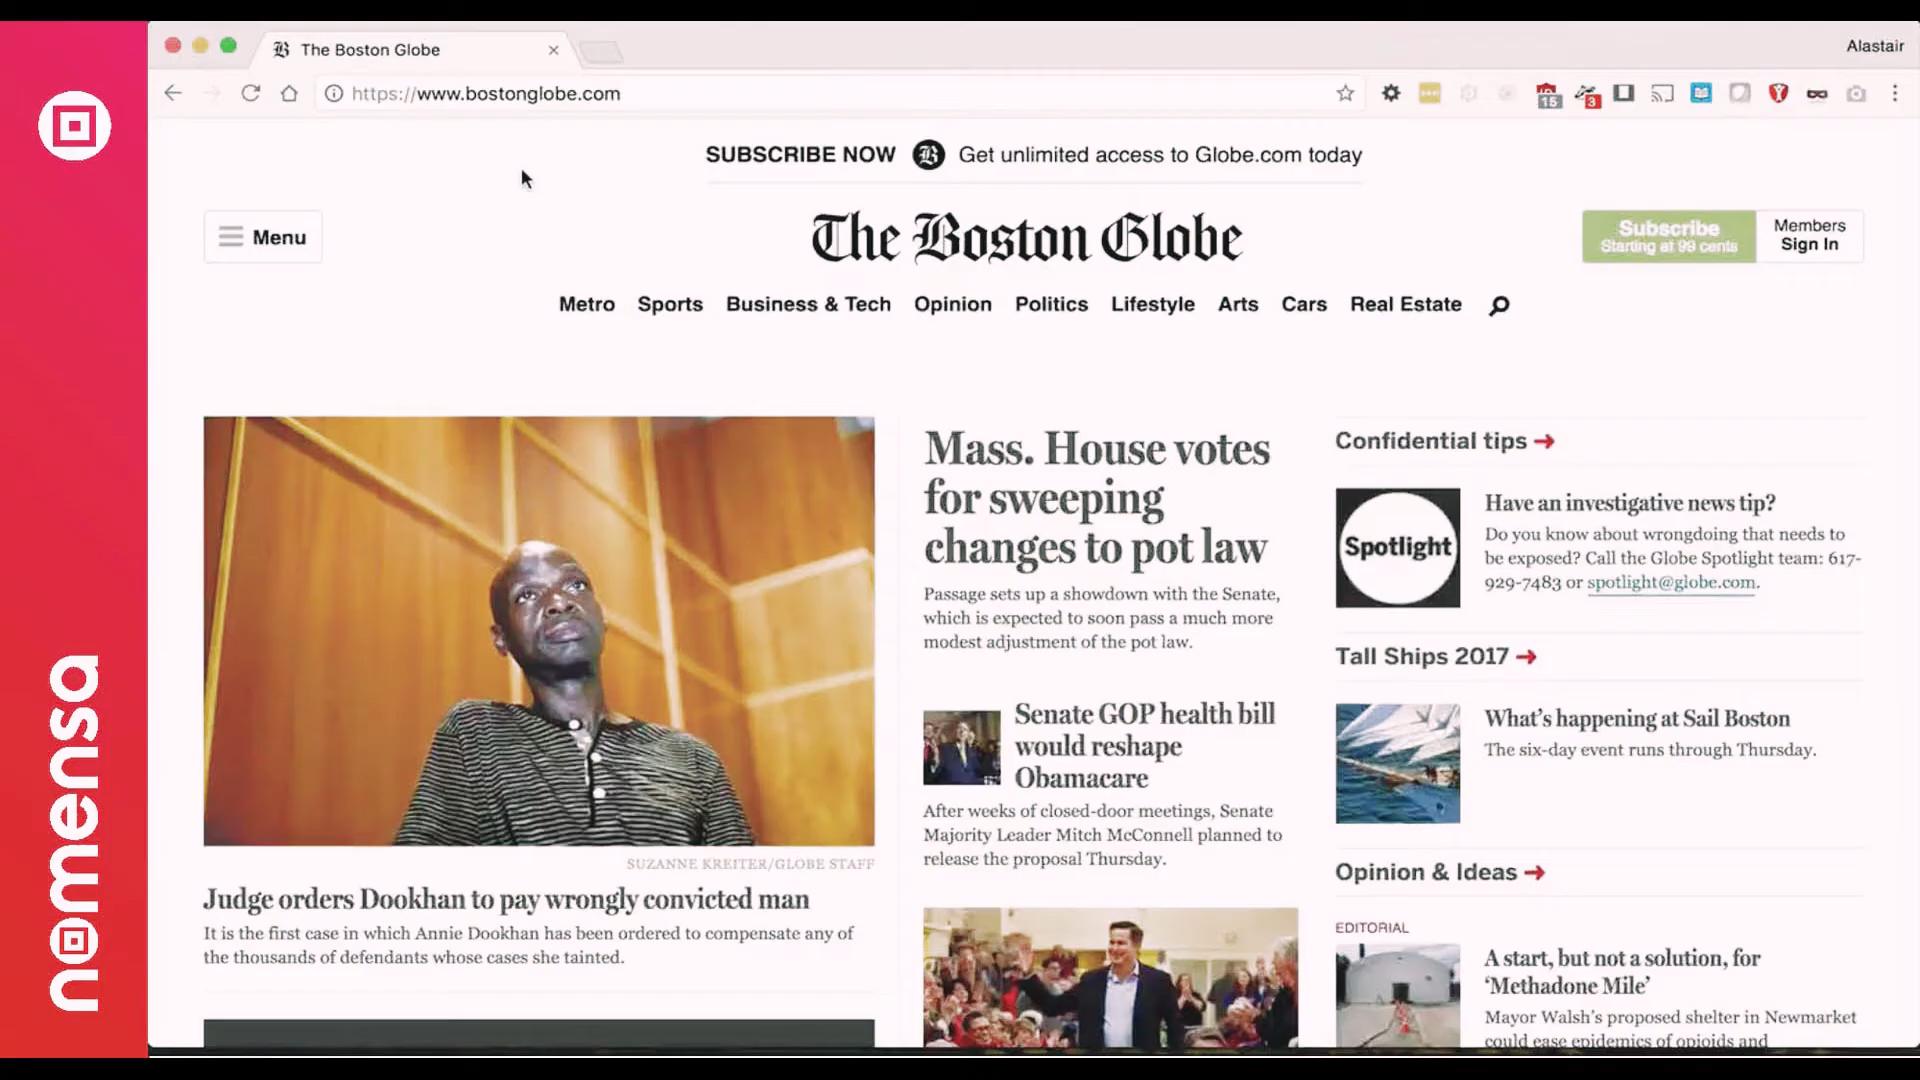 The Boston Globe
Alastair
https://www.bostonglobe.com
15
3
SUBSCRIBE NOW B Get unlimited access to Globe.com today
Menu
The Boston Globe
Subscribe
Starting at 99 cents
Members
Sign In
Metro Sports Business & Tech Opinion Politics Lifestyle Arts Cars Real Estate
SUZANNE KREITER/GLOBE STAFF
Judge orders Dookhan to pay wrongly convicted man
It is the first case in which Annie Dookhan has been ordered to compensate any of
the thousands of defendants whose cases she tainted.
Mass. House votes
for sweeping
changes to pot law
Passage sets up a showdown with the Senate,
which is expected to soon pass a much more
modest adjustment of the pot law.
Senate GOP health bill
would reshape
Obamacare
After weeks of closed-door meetings, Senate
Majority Leader Mitch McConnell planned to
release the proposal Thursday.
Confidential tips
Spotlight
Have an investigative news tip?
Do you know about wrongdoing that needs to
be exposed? Call the Globe Spotlight team: 617-
929-7483 or spotlight@globe.com.
Tall Ships 2017
What's happening at Sail Boston
The six-day event runs through Thursday.
Opinion & Ideas
EDITORIAL
A start, but not a solution, for
‘Methadone Mile’
Mayor Walsh's proposed shelter in Newmarket
could ease epidemics of opioids and
nomensa